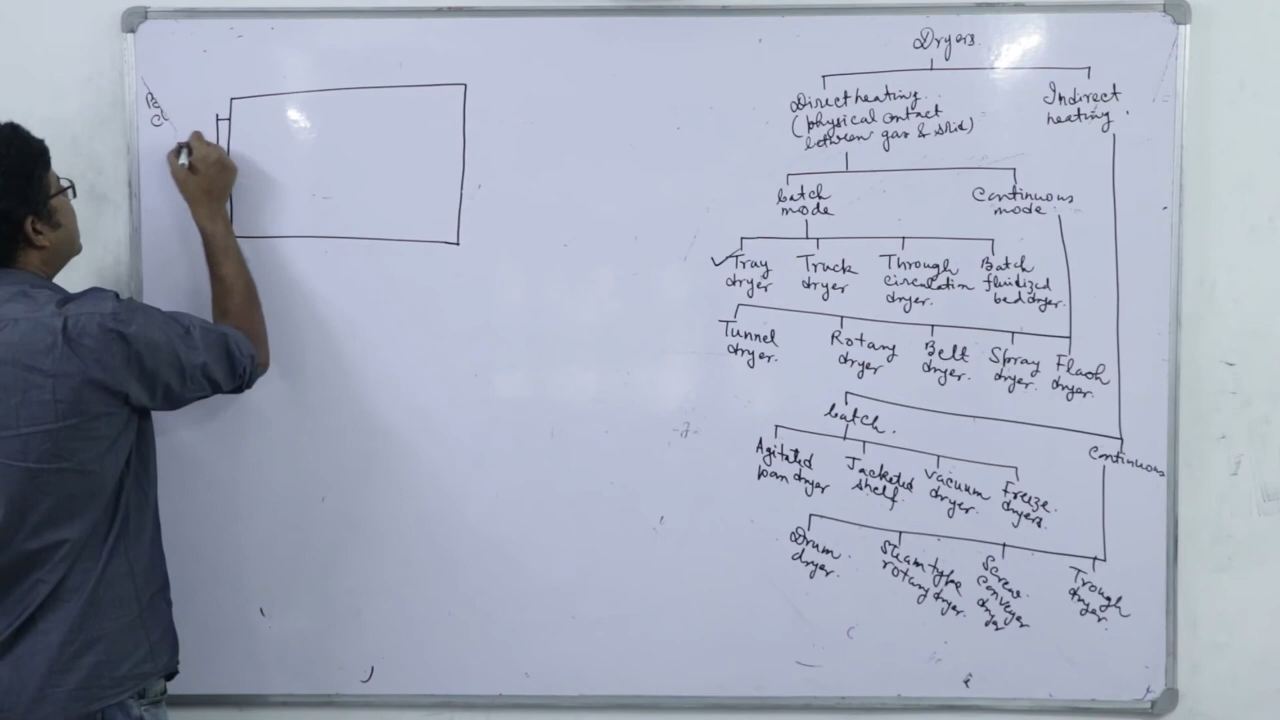 Dryers.
Direct heating.
(physical contact
between gas & solid)
Indirect
heating.
batch
mode
Continuous
mode.
✓Tray
dryer
Truck
dryer
Through
circulation
dryer.
Batch
fluidized
bed dryer.
Tunnel
dryer.
Rotary
dryer
Belt
dryer.
Spray
dryer.
Flash
dryer.
batch.
Continuous
Agitated
pan dryer
Jacketed
shelf.
Vacuum
dryer.
Freeze.
dryers.
Drum.
dryer.
Steam type
rotary dryer.
Screw
conveyer
dryer
Trough
dryer.